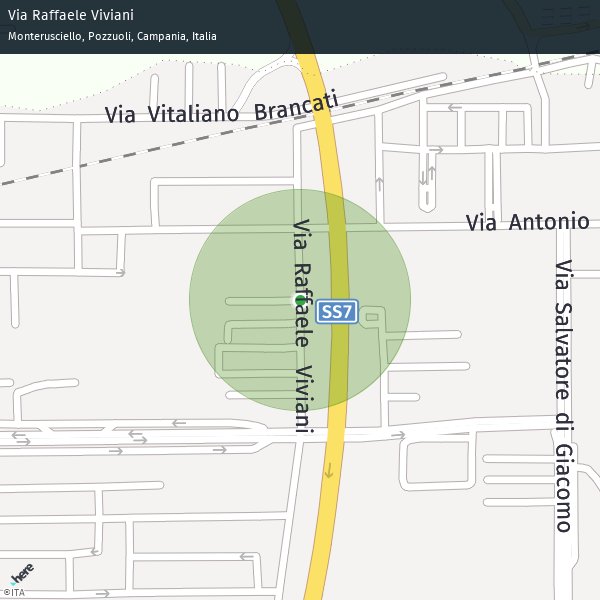 Via Raffaele Viviani
Monterusciello, Pozzuoli, Campania, Italia
Via Vitaliano Brancati
Via Antonio
Via Raffaele Viviani
SS7
Via Salvatore di Giacomo
here
©ITA